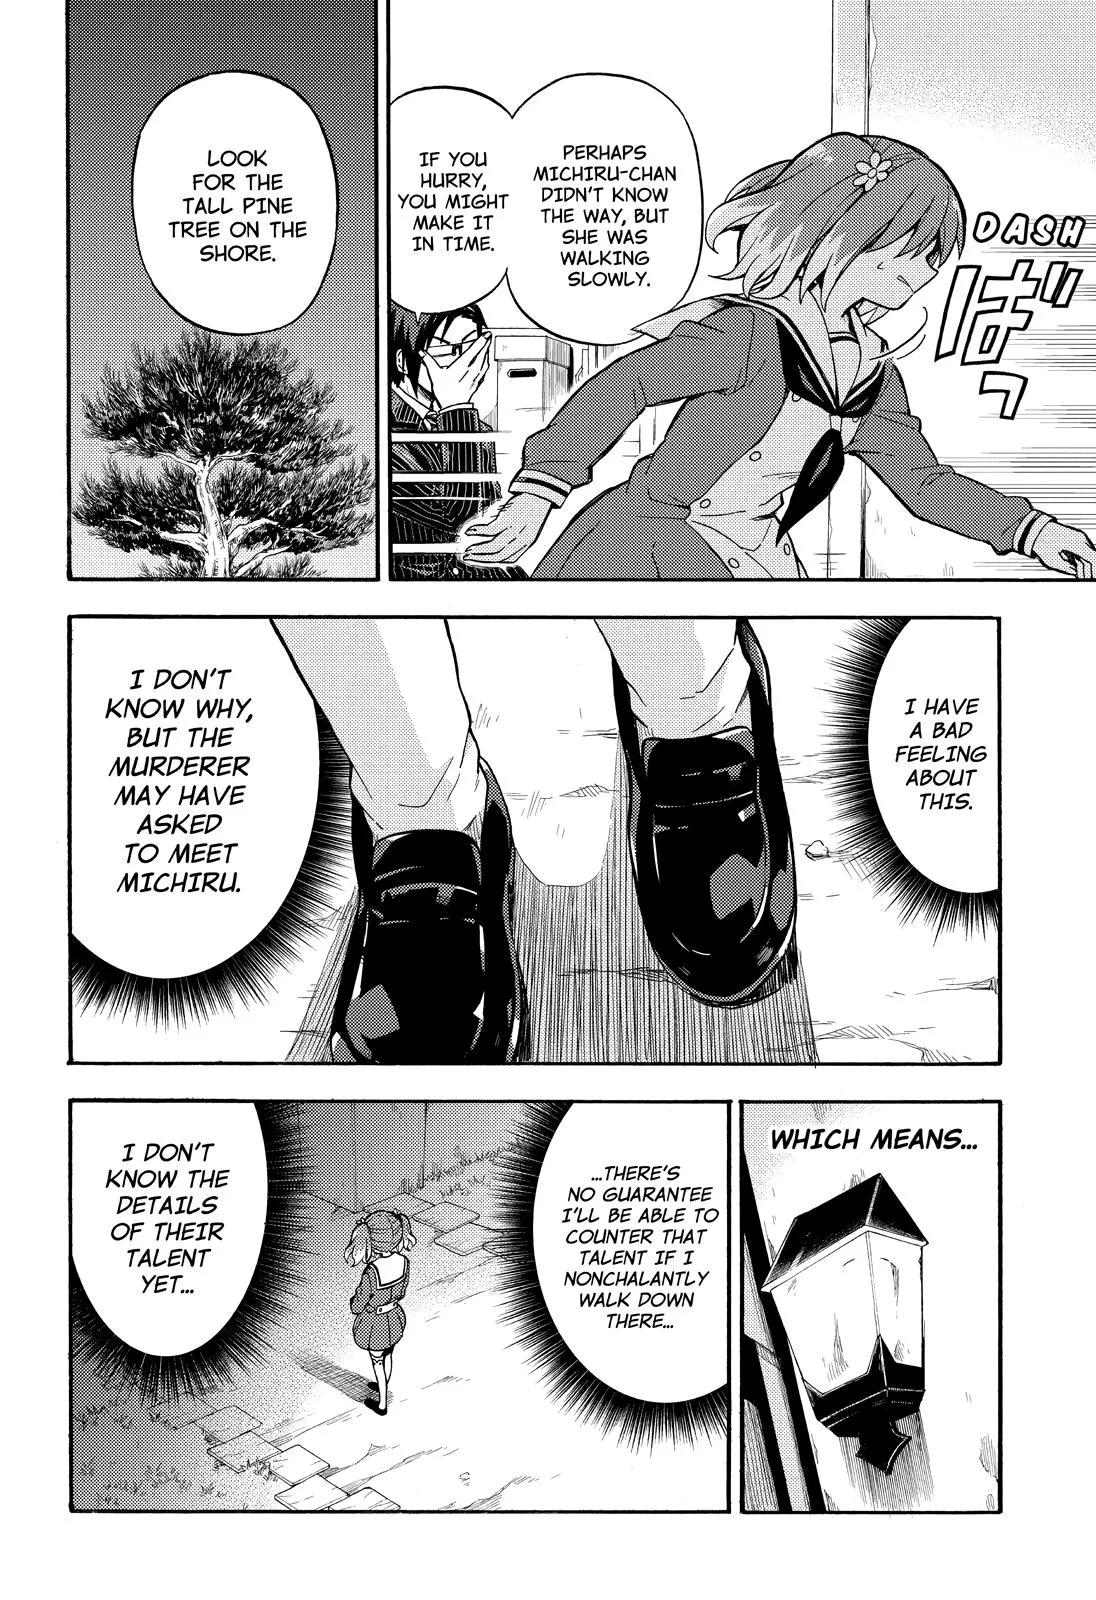 DASH
ばっ
PERHAPS
MICHIRU-CHAN
DIDN'T KNOW
THE WAY, BUT
SHE WAS
WALKING
SLOWLY.
IF YOU
HURRY,
YOU MIGHT
MAKE IT
IN TIME.
LOOK
FOR THE
TALL PINE
TREE ON THE
SHORE.
I HAVE
A BAD
FEELING
ABOUT
THIS.
I DON'T
KNOW WHY,
BUT THE
MURDERER
MAY HAVE
ASKED
TO MEET
MICHIRU.
WHICH MEANS...
...THERE'S
NO GUARANTEE
I'LL BE ABLE TO
COUNTER THAT
TALENT IF I
NONCHALANTLY
WALK DOWN
THERE...
I DON'T
KNOW THE
DETAILS
OF THEIR
TALENT
YET...